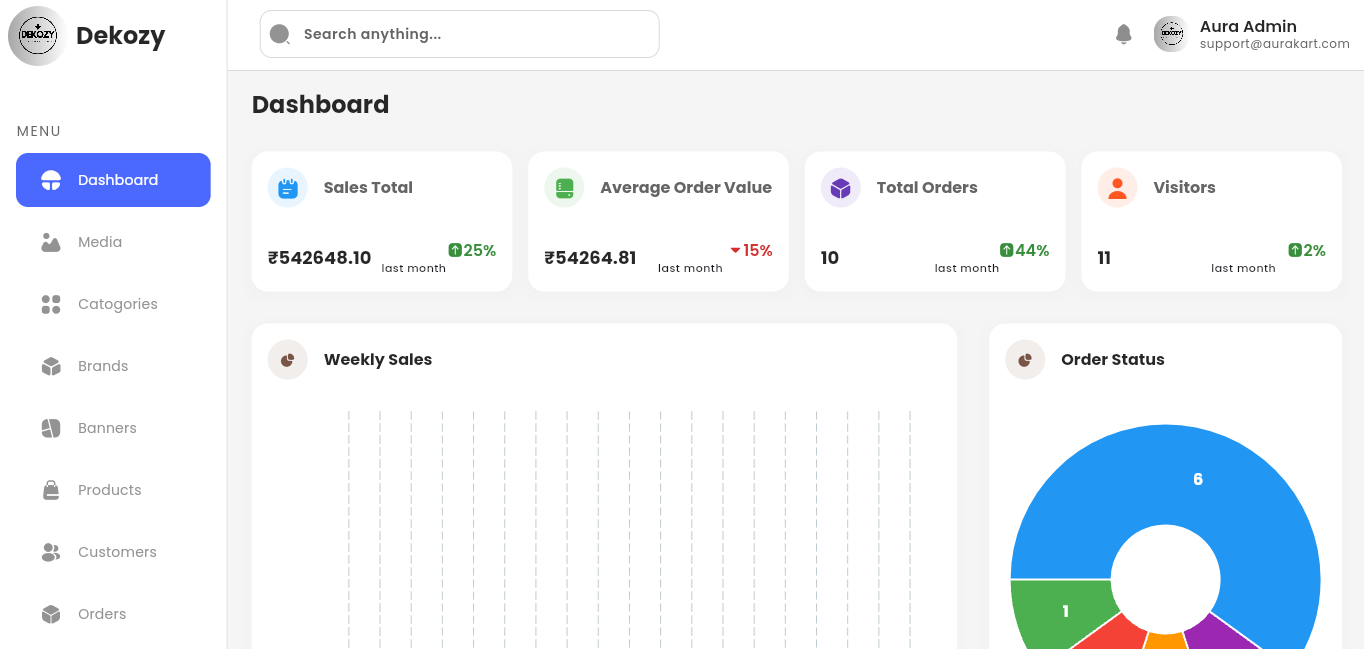 DEKOZY
Dekozy
Search anything...
DEKOZY
Aura Admin
support@aurakart.com
MENU
Dashboard
Media
Catogories
Brands
Banners
Products
Customers
Orders
Dashboard
Sales Total
₹542648.10
25%
last month
Average Order Value
₹54264.81
15%
last month
Total Orders
10
44%
last month
Visitors
11
2%
last month
Weekly Sales
Order Status
6
1